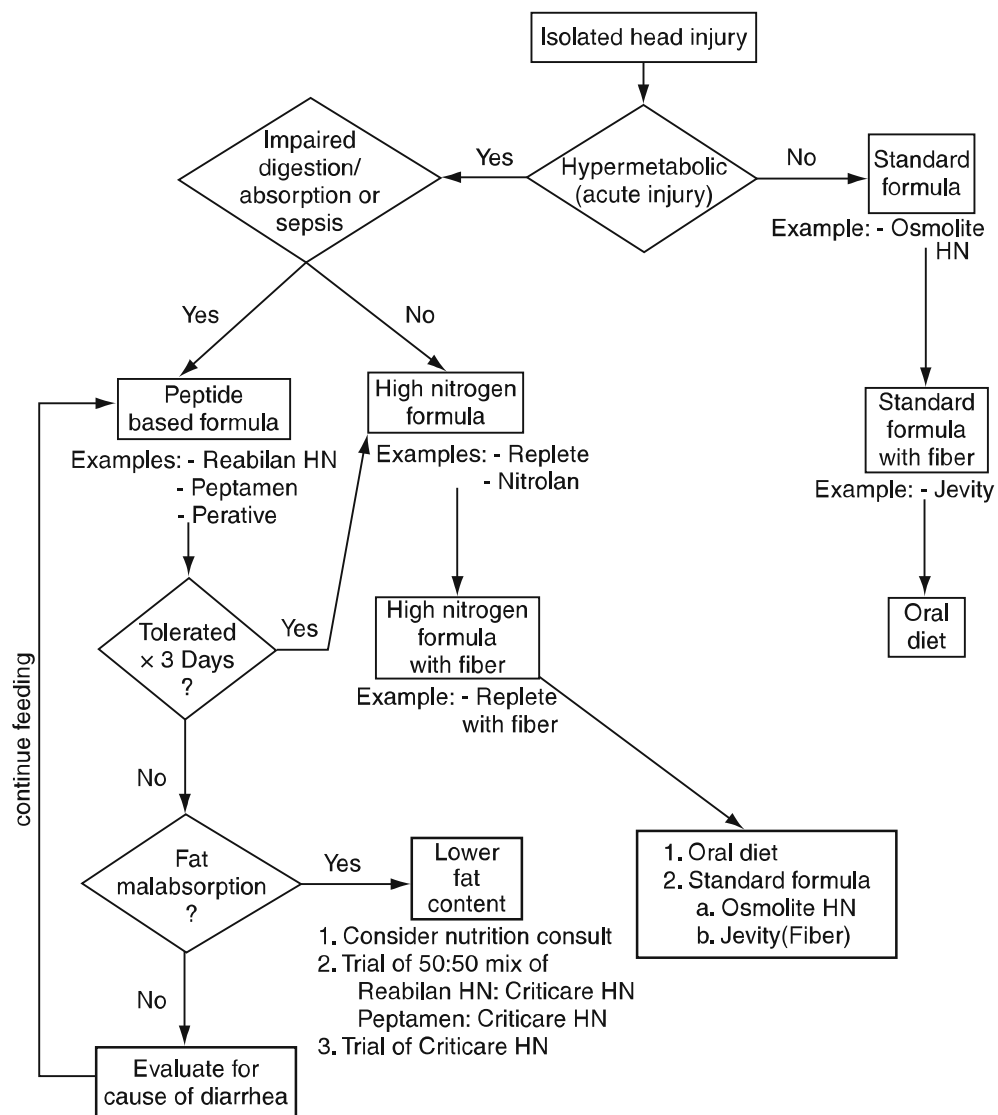 Isolated head injury
Impaired
digestion/
absorption or
sepsis
Yes
Hypermetabolic
(acute injury)
No
Standard
formula
Example: - Osmolite
HN
Yes
No
Peptide
based formula
Examples: - Reabilan HN
- Peptamen
- Perative
High nitrogen
formula
Examples: - Replete
- Nitrolan
Standard
formula
with fiber
Example: - Jevity
Oral
diet
Tolerated
× 3 Days
?
Yes
High nitrogen
formula
with fiber
Example: - Replete
with fiber
continue feeding
No
Fat
malabsorption
?
Yes
Lower
fat
content
1. Consider nutrition consult
2. Trial of 50:50 mix of
Reabilan HN: Criticare HN
Peptamen: Criticare HN
3. Trial of Criticare HN
1. Oral diet
2. Standard formula
a. Osmolite HN
b. Jevity(Fiber)
No
Evaluate for
cause of diarrhea